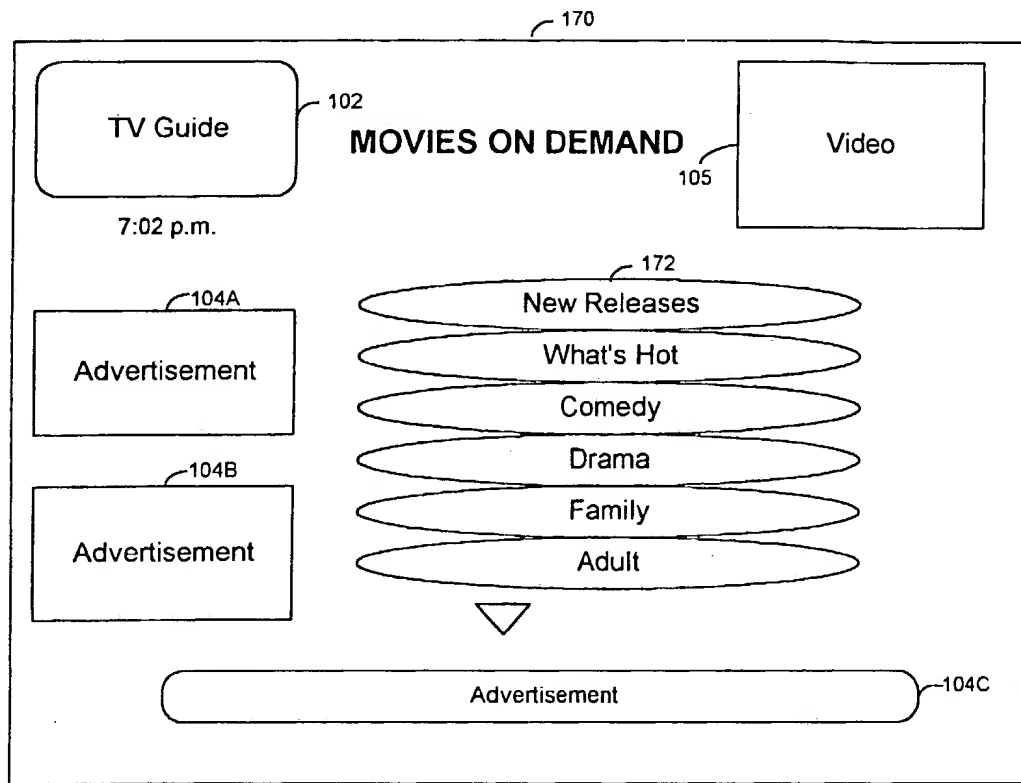 170
TV Guide
102
MOVIES ON DEMAND
105
Video
7:02 p.m.
172
New Releases
What's Hot
Comedy
Drama
Family
Adult
104A
Advertisement
104B
Advertisement
Advertisement
104C